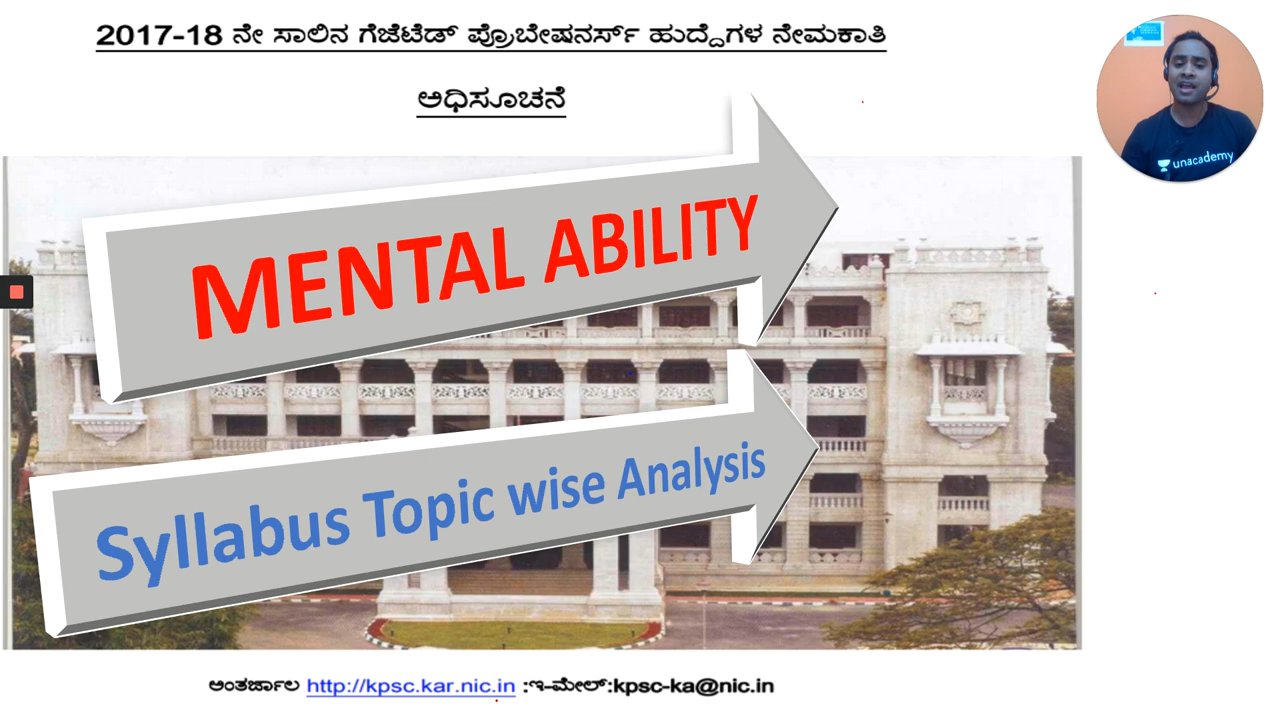 2017-18 ನೇ ಸಾಲಿನ ಗೆಜೆಟೆಡ್ ಪ್ರೊಬೇಷನರ್ಸ್ ಹುದ್ದೆಗಳ ನೇಮಕಾತಿ
ಅಧಿಸೂಚನೆ
unacademy
MENTAL ABILITY
Syllabus Topic wise Analysis
ಅಂತರ್ಜಾಲ http://kpsc.kar.nic.in :ಇ-ಮೇಲ್:kpsc-ka@nic.in